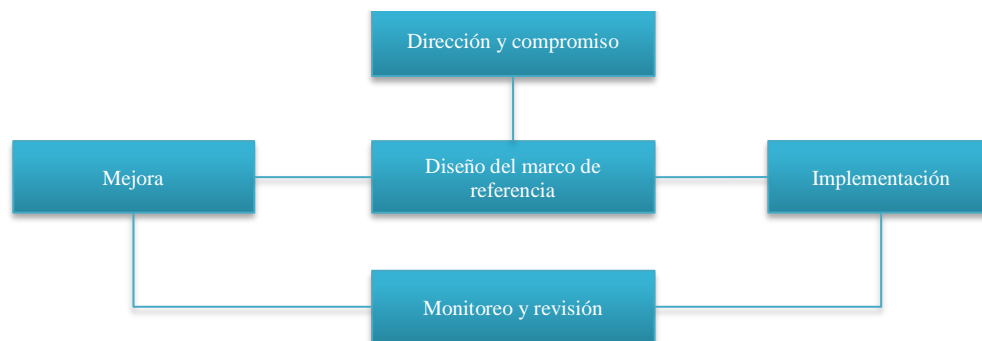 Dirección y compromiso
Mejora
Diseño del marco de
referencia
Implementación
Monitoreo y revisión